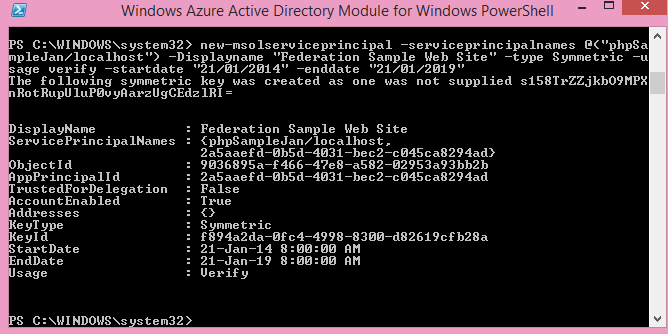 Windows Azure Active Directory Module for Windows PowerShell
PS C:\WINDOWS\system32> new-msolserviceprincipal -serviceprincipalnames @("phpSa
mpleJan/localhost") -Displayname "Federation Sample Web Site" -type Symmetric -u
sage verify -startdate "21/01/2014" -enddate "21/01/2019"
The following symmetric key was created as one was not supplied s158TrZZjkbO9MPX
nRotRupUluP0vyAarzUgCEdzlRI=
DisplayName : Federation Sample Web Site
ServicePrincipalNames : {phpSampleJan/localhost,
2a5aaefd-0b5d-4031-bec2-c045ca8294ad}
ObjectId : 9036895a-f466-47e8-a582-02953a93bb2b
AppPrincipalId : 2a5aaefd-0b5d-4031-bec2-c045ca8294ad
TrustedForDelegation : False
AccountEnabled : True
Addresses : {}
KeyType : Symmetric
KeyId : f894a2da-0fc4-4998-8300-d82619cfb28a
StartDate : 21-Jan-14 8:00:00 AM
EndDate : 21-Jan-19 8:00:00 AM
Usage : Verify
PS C:\WINDOWS\system32>